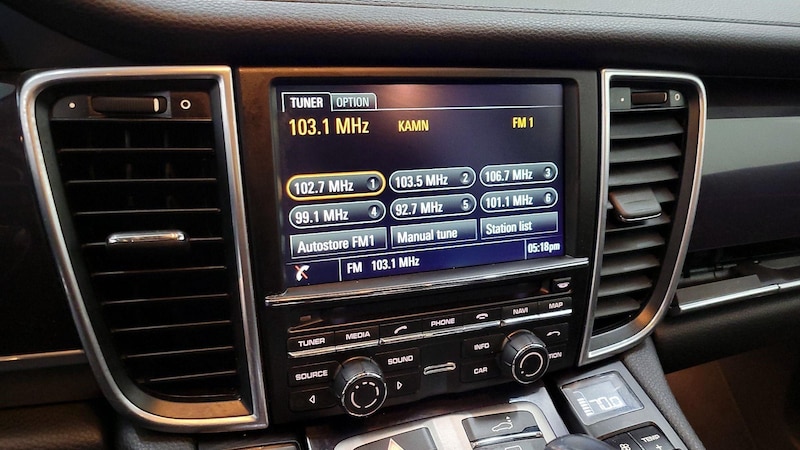 TUNER OPTION
103.1 MHz KAMN FM 1
102.7 MHz 1 103.5 MHz 2 106.7 MHz 3
99.1 MHz 4 92.7 MHz 5 101.1 MHz 6
Autostore FM1 Manual tune Station list
05:18pm
FM 103.1 MHz
TUNER MEDIA PHONE NAVI MAP
SOURCE SOUND INFO
CAR
TEMP